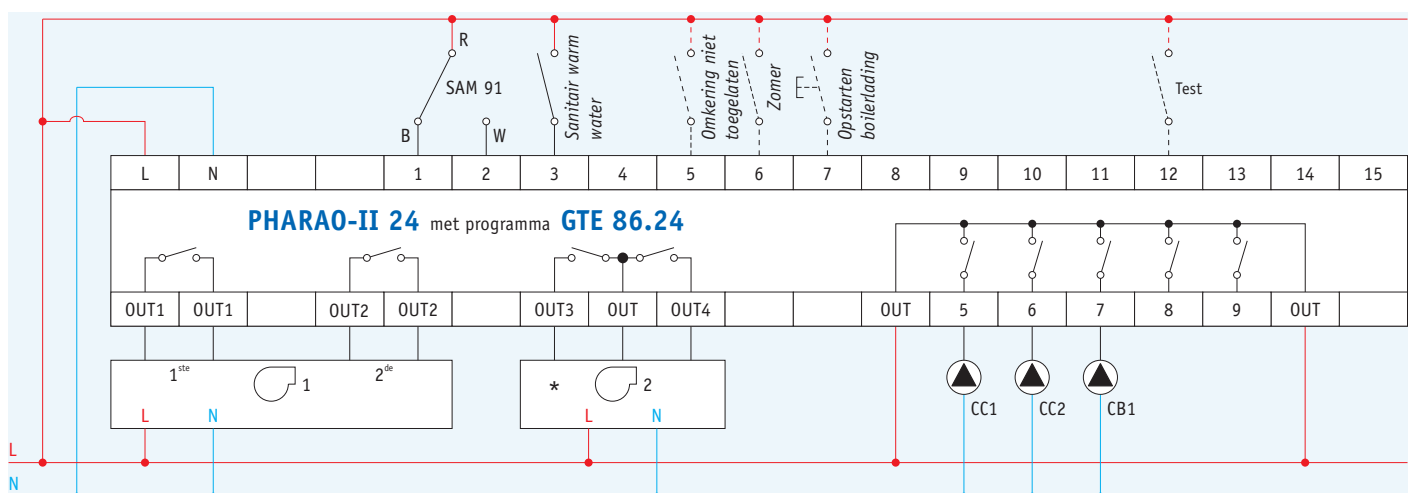 R
SAM 91
B
W
Sanitair warm
water
Omkering niet
toegelaten
Zomer
Opstarten
boilerlading
Test
L N 1 2 3 4 5 6 7 8 9 10 11 12 13 14 15
PHARAO-II 24 met programma GTE 86.24
OUT1 OUT1 OUT2 OUT2 OUT3 OUT OUT4 OUT 5 6 7 8 9 OUT
1ste 1 2de
* 2
L N
L N
CC1 CC2 CB1
L
N